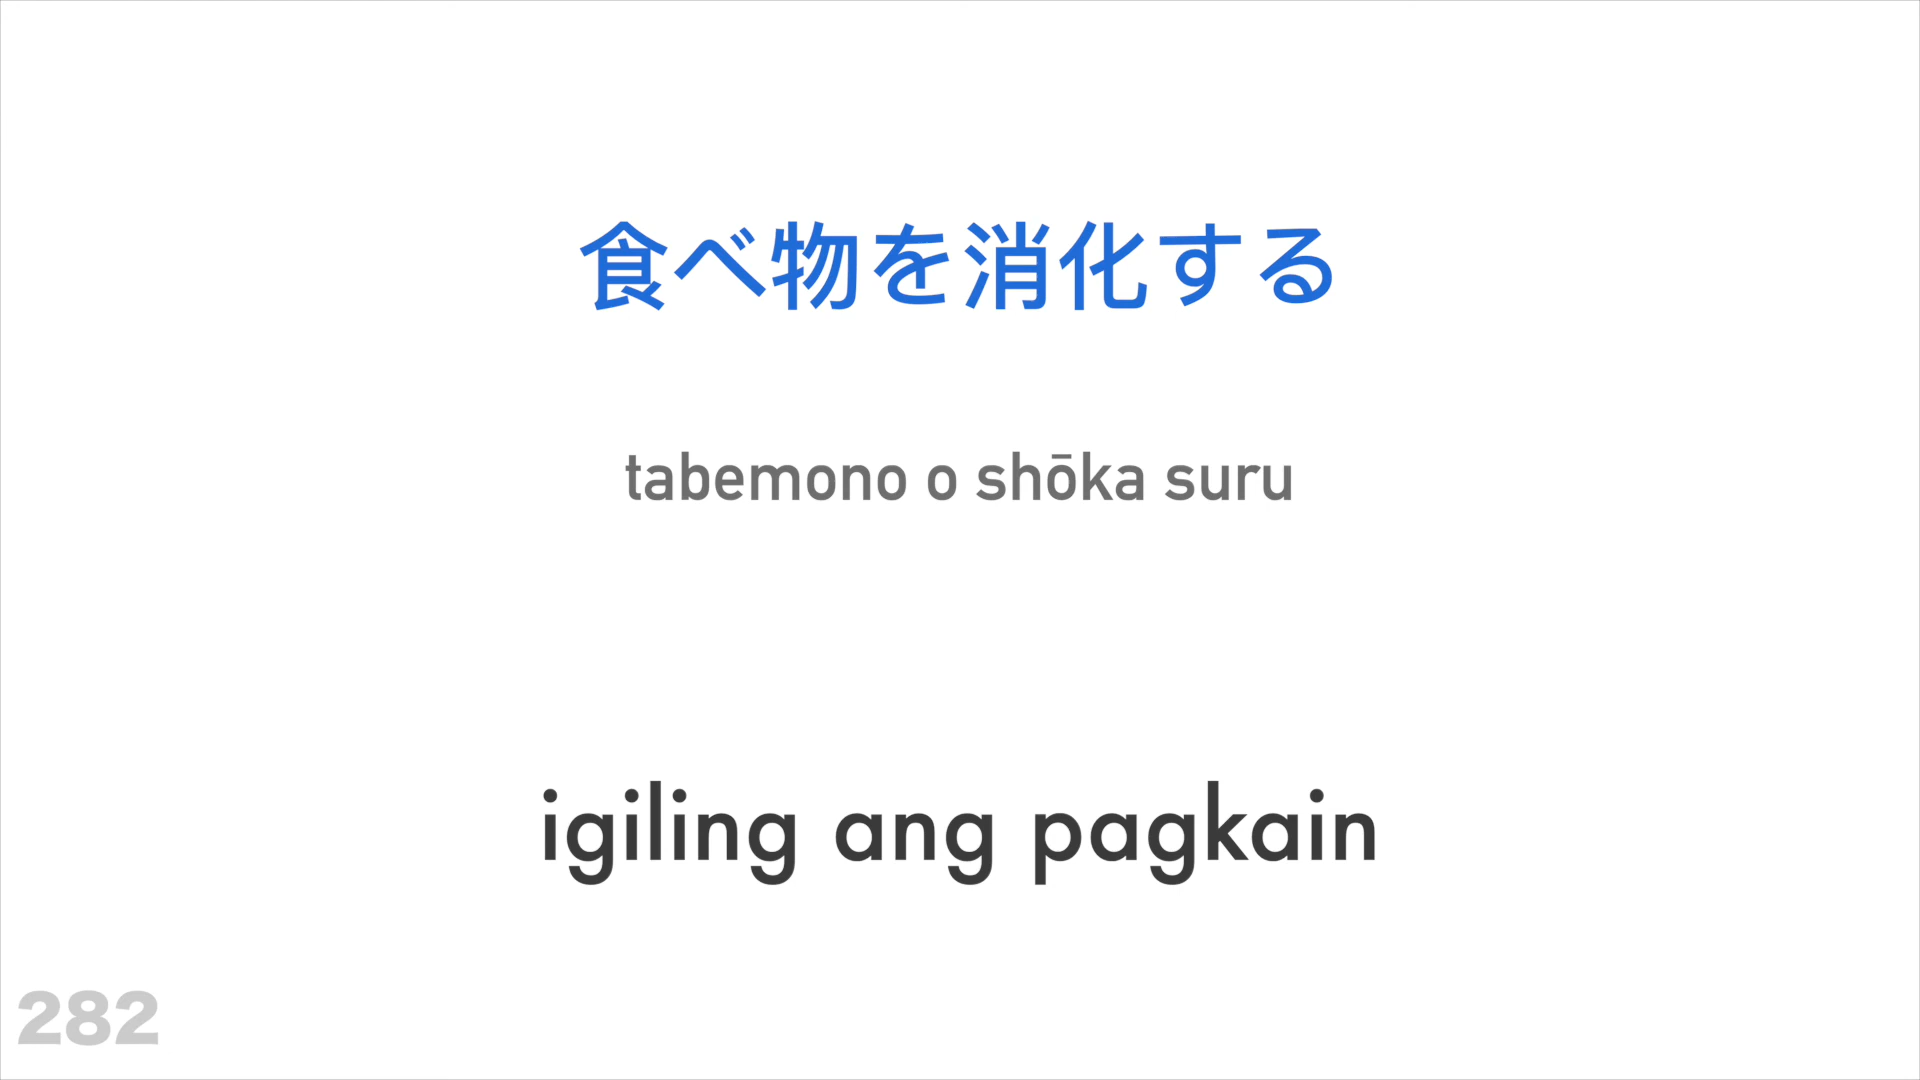 食べ物を消化する
tabemono o shōka suru
igiling ang pagkain
282